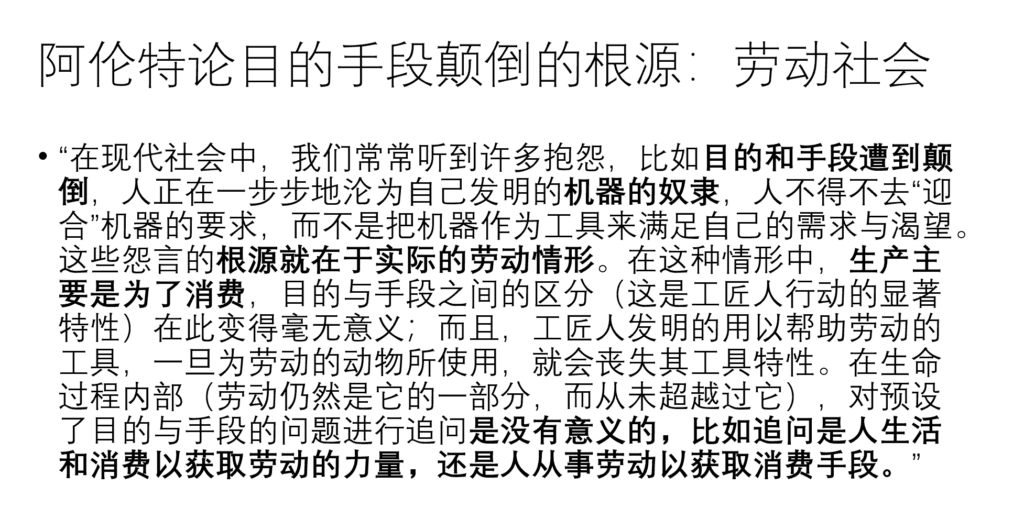 阿伦特论目的手段颠倒的根源：劳动社会
• “在现代社会中，我们常常听到许多抱怨，比如目的和手段遭到颠
倒，人正在一步步地沦为自己发明的机器的奴隶，人不得不去“迎
合”机器的要求，而不是把机器作为工具来满足自己的需求与渴望。
这些怨言的根源就在于实际的劳动情形。在这种情形中，生产主
要是为了消费，目的与手段之间的区分（这是工匠人行动的显著
特性）在此变得毫无意义；而且，工匠人发明的用以帮助劳动的
工具，一旦为劳动的动物所使用，就会丧失其工具特性。在生命
过程内部（劳动仍然是它的一部分，而从未超越过它），对预设
了目的与手段的问题进行追问是没有意义的，比如追问是人生活
和消费以获取劳动的力量，还是人从事劳动以获取消费手段。”